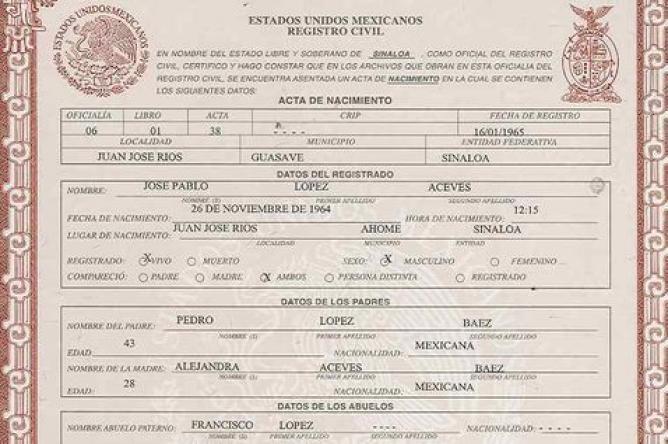 ESTADOS UNIDOS MEXICANOS
REGISTRO CIVIL
EN NOMBRE DEL ESTADO LIBRE Y SOBERANO DE SINALOA , COMO OFICIAL DEL REGISTRO
CIVIL, CERTIFICO Y HAGO CONSTAR QUE EN LOS ARCHIVOS QUE OBRAN EN ESTA OFICIALIA DEL
REGISTRO CIVIL, SE ENCUENTRA ASENTADA UN ACTA DE NACIMIENTO EN LA CUAL SE CONTIENEN
LOS SIGUIENTES DATOS:
ACTA DE NACIMIENTO
OFICIALÍA LIBRO ACTA CRIP FECHA DE REGISTRO
06 01 38 - - - - 16/01/1965
LOCALIDAD MUNICIPIO ENTIDAD FEDERATIVA
JUAN JOSE RIOS GUASAVE SINALOA
DATOS DEL REGISTRADO
NOMBRE: JOSE PABLO LOPEZ ACEVES
NOMBRE (S) PRIMER APELLIDO SEGUNDO APELLIDO
FECHA DE NACIMIENTO: 26 DE NOVIEMBRE DE 1964 HORA DE NACIMIENTO: 12:15
LUGAR DE NACIMIENTO: JUAN JOSE RIOS AHOME SINALOA
LOCALIDAD MUNICIPIO ENTIDAD
REGISTRADO: X VIVO MUERTO SEXO: X MASCULINO FEMENINO
COMPARECIÓ: PADRE MADRE X AMBOS PERSONA DISTINTA REGISTRADO
DATOS DE LOS PADRES
NOMBRE DEL PADRE: PEDRO LOPEZ BAEZ
NOMBRE (S) PRIMER APELLIDO SEGUNDO APELLIDO
EDAD 43 NACIONALIDAD: MEXICANA
NOMBRE DE LA MADRE: ALEJANDRA ACEVES BAEZ
NOMBRE (S) PRIMER APELLIDO SEGUNDO APELLIDO
EDAD: 28 NACIONALIDAD: MEXICANA
DATOS DE LOS ABUELOS
NOMBRE ABUELO PATERNO: FRANCISCO LOPEZ - - - - NACIONALIDAD: - - - -
NOMBRE (S) PRIMER APELLIDO SEGUNDO APELLIDO